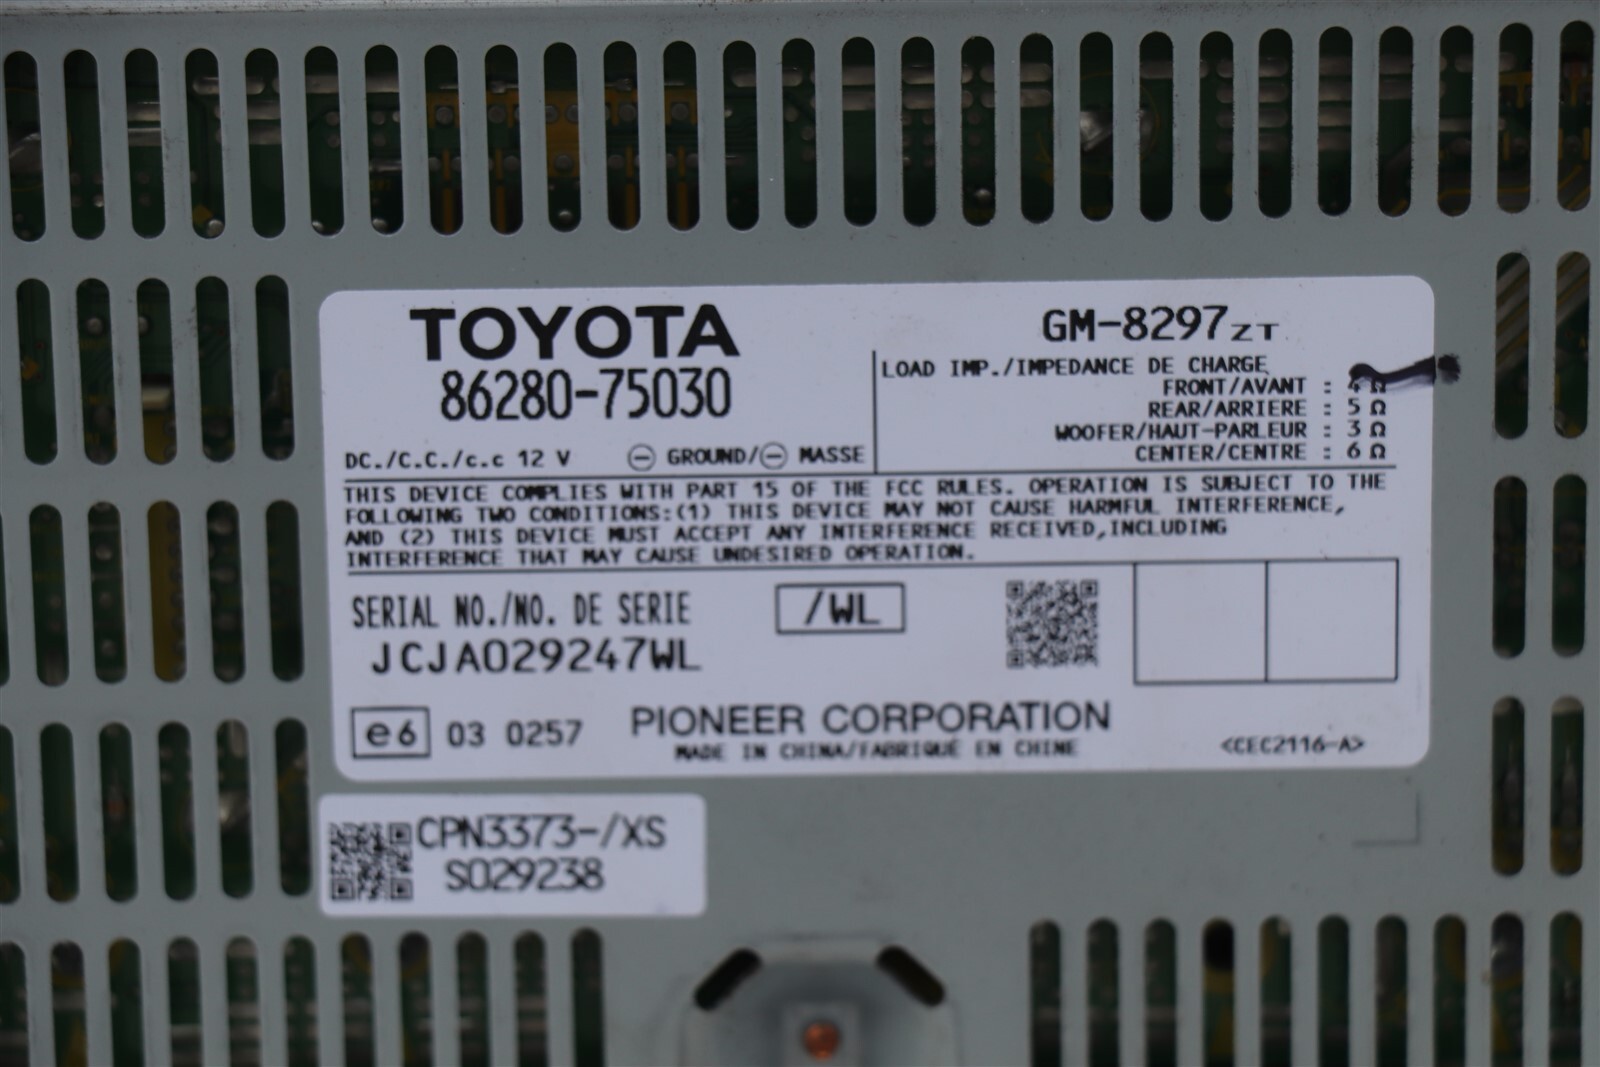 TOYOTA
86280-75030
DC./C.C./c.c 12 V ⊖ GROUND/⊖ MASSE
GM-8297ZT
LOAD IMP./IMPEDANCE DE CHARGE
FRONT/AVANT : 4Ω
REAR/ARRIERE : 5Ω
WOOFER/HAUT-PARLEUR : 3Ω
CENTER/CENTRE : 6Ω
THIS DEVICE COMPLIES WITH PART 15 OF THE FCC RULES. OPERATION IS SUBJECT TO THE
FOLLOWING TWO CONDITIONS:(1) THIS DEVICE MAY NOT CAUSE HARMFUL INTERFERENCE,
AND (2) THIS DEVICE MUST ACCEPT ANY INTERFERENCE RECEIVED,INCLUDING
INTERFERENCE THAT MAY CAUSE UNDESIRED OPERATION.
SERIAL NO./NO. DE SERIE
/WL
JCJA029247WL
e6 03 0257
PIONEER CORPORATION
MADE IN CHINA/FABRIQUÉ EN CHINE
<CEC2116-A>
CPN3373-/XS
S029238